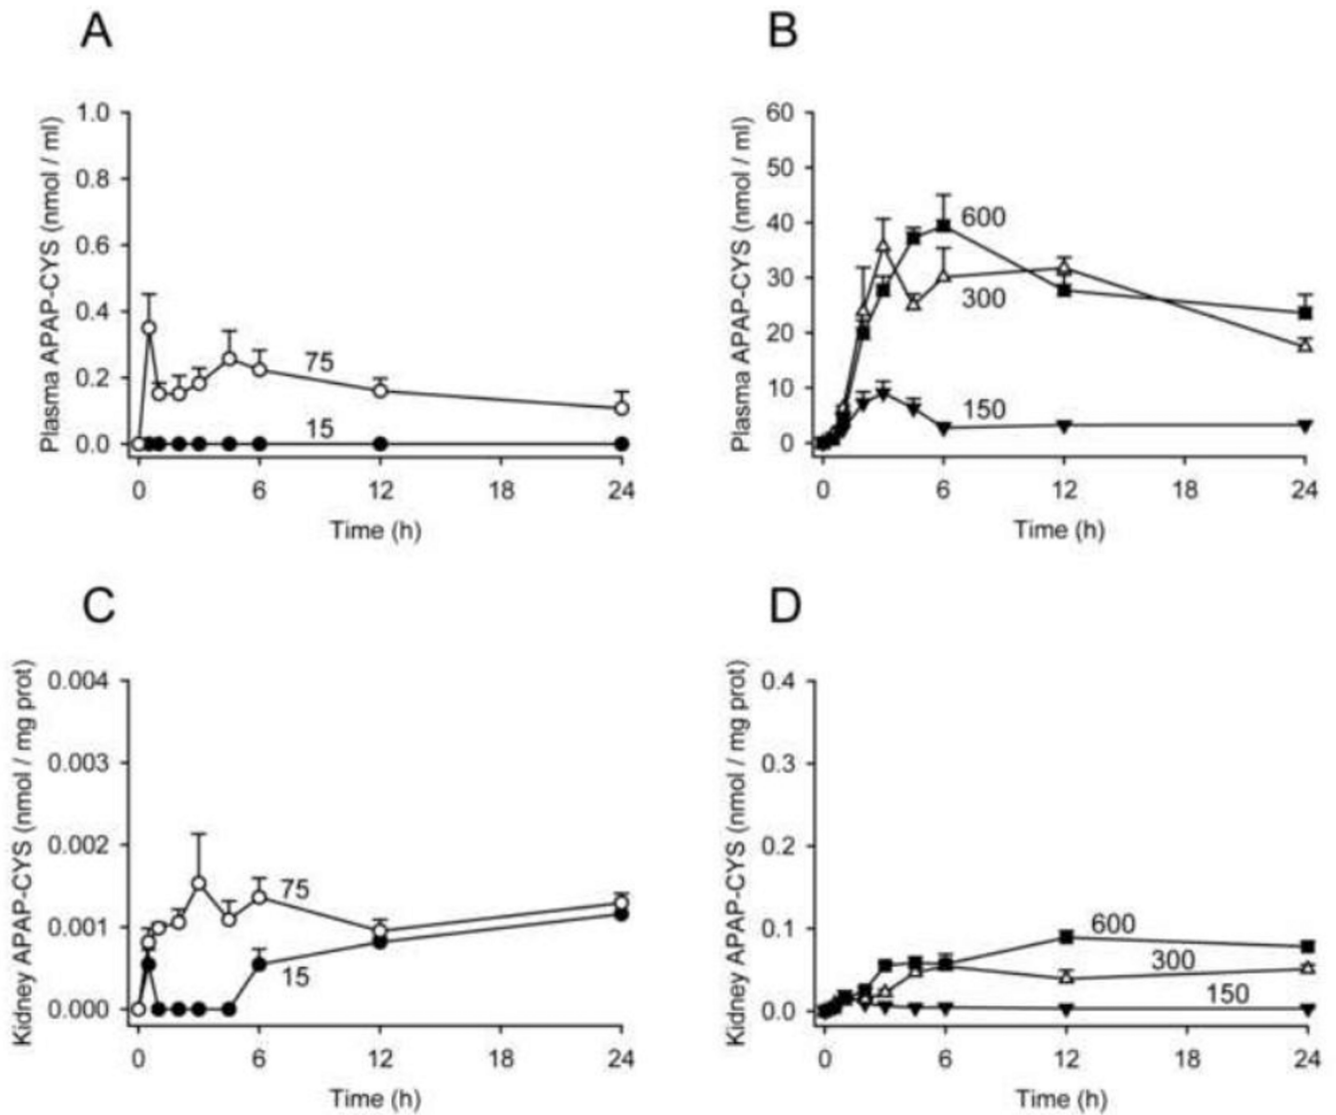 A
Plasma APAP-CYS (nmol / ml)
1.0
0.8
0.6
0.4
0.2
0.0
75
15
0 6 12 18 24
Time (h)
B
Plasma APAP-CYS (nmol / ml)
60
50
40
30
20
10
0
600
300
150
0 6 12 18 24
Time (h)
C
Kidney APAP-CYS (nmol / mg prot)
0.004
0.003
0.002
0.001
0.000
75
15
0 6 12 18 24
Time (h)
D
Kidney APAP-CYS (nmol / mg prot)
0.4
0.3
0.2
0.1
0.0
600
300
150
0 6 12 18 24
Time (h)